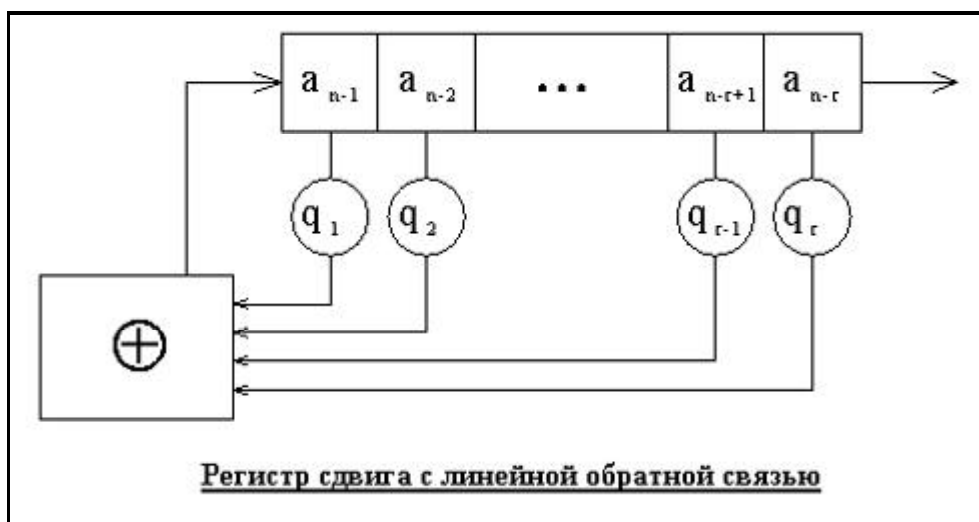 a n-1 a n-2 ... a n-r+1 a n-r
q 1 q 2 q r-1 q r
⊕
Регистр сдвига с линейной обратной связью